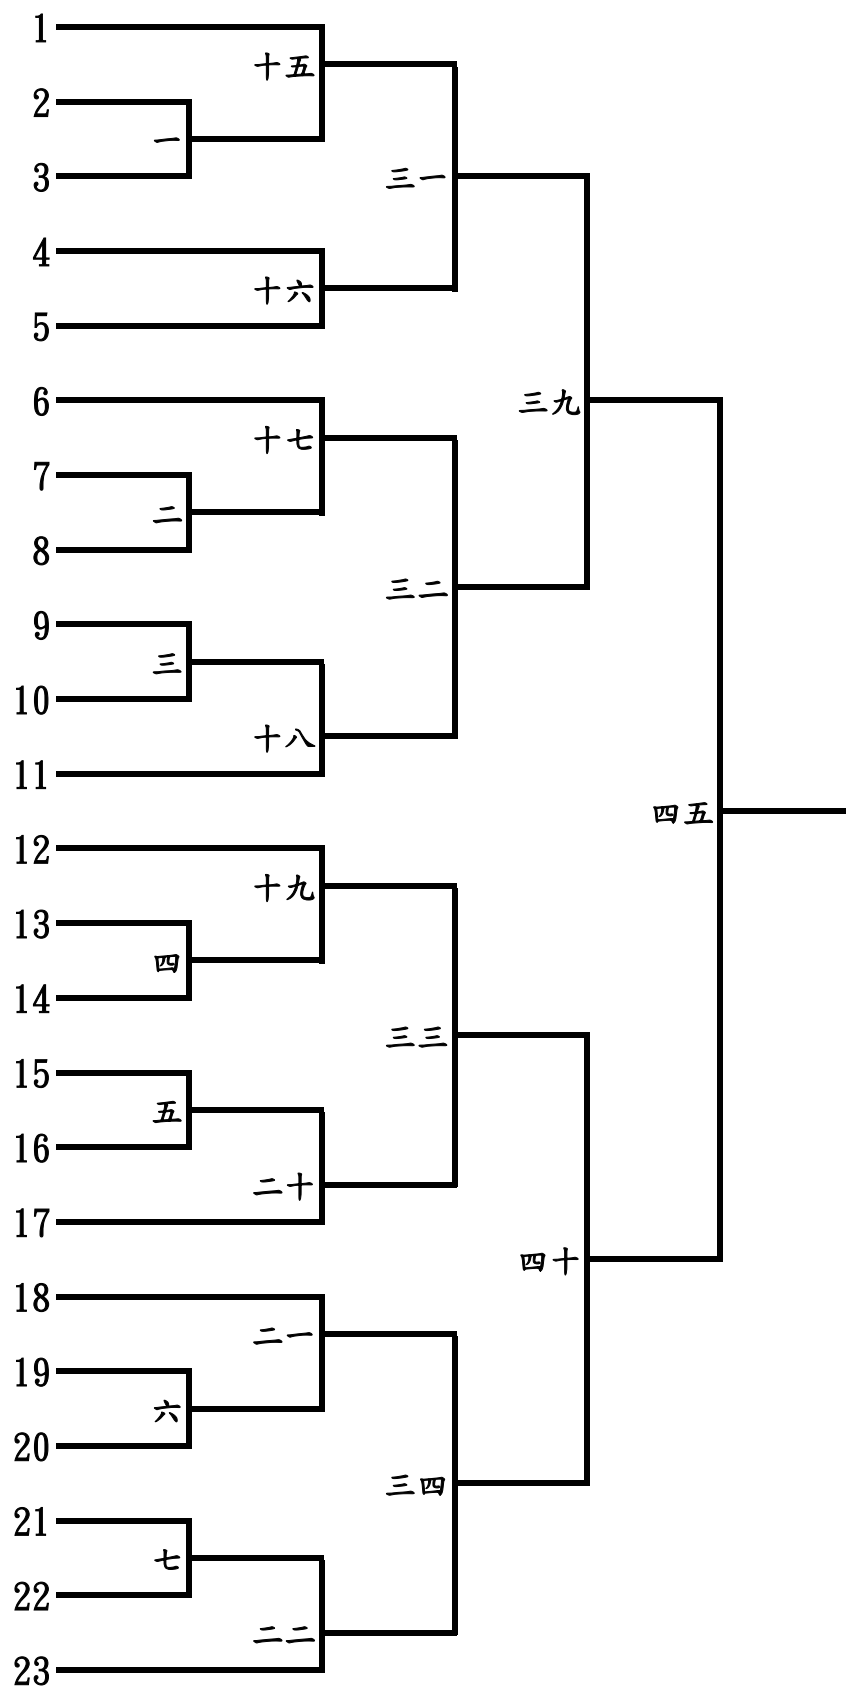 1
十五
2
一
3
三一
4
十六
5
6
三九
十七
7
二
8
三二
9
三
10
十八
11
四五
12
十九
13
四
14
三三
15
五
16
二十
17
四十
18
二一
19
六
20
三四
21
七
22
二二
23